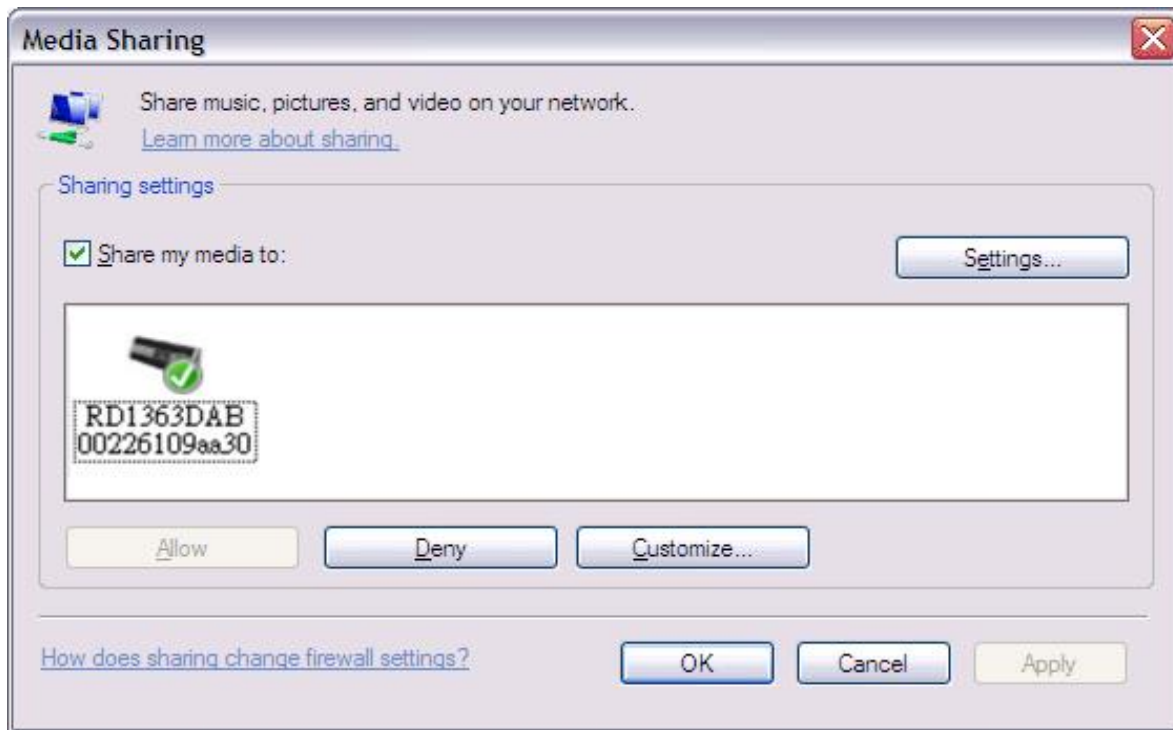 Media Sharing
Share music, pictures, and video on your network.
Learn more about sharing.
Sharing settings
Share my media to:
Settings...
RD1363DAB
00226109aa30
Allow
Deny
Customize...
How does sharing change firewall settings?
OK
Cancel
Apply